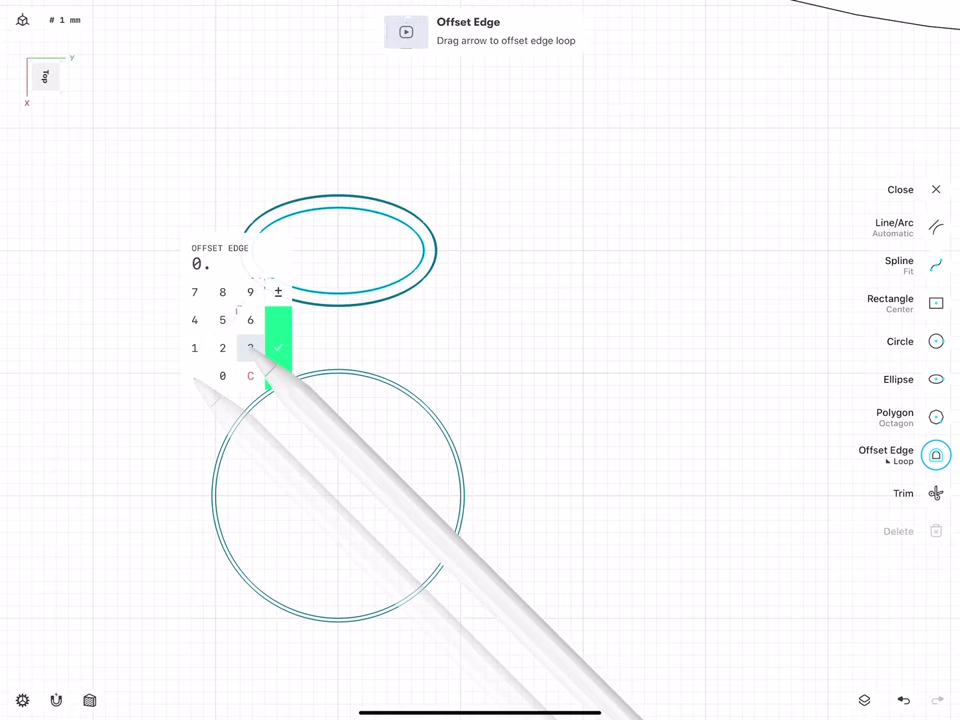 # 1 mm
Offset Edge
Drag arrow to offset edge loop
Y
Top
X
Close
Line/Arc
Automatic
Spline
Fit
Rectangle
Center
Circle
Ellipse
Polygon
Octagon
Offset Edge
Loop
Trim
Delete
OFFSET EDGE
0.
7 8 9 ±
4 5 6
1 2
0 C